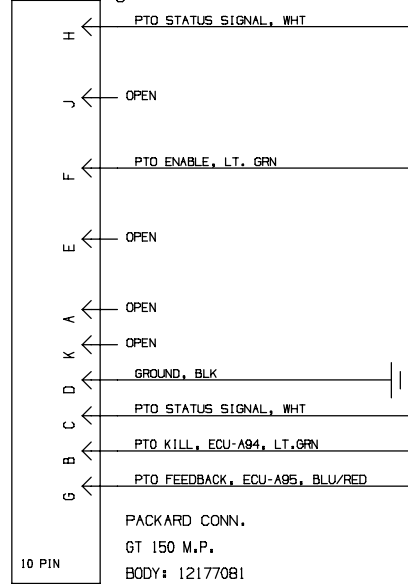 H PTO STATUS SIGNAL, WHT
J OPEN
F PTO ENABLE, LT. GRN
E OPEN
A OPEN
K OPEN
D GROUND, BLK
C PTO STATUS SIGNAL, WHT
B PTO KILL, ECU-A94, LT.GRN
G PTO FEEDBACK, ECU-A95, BLU/RED
PACKARD CONN.
GT 150 M.P.
10 PIN
BODY: 12177081